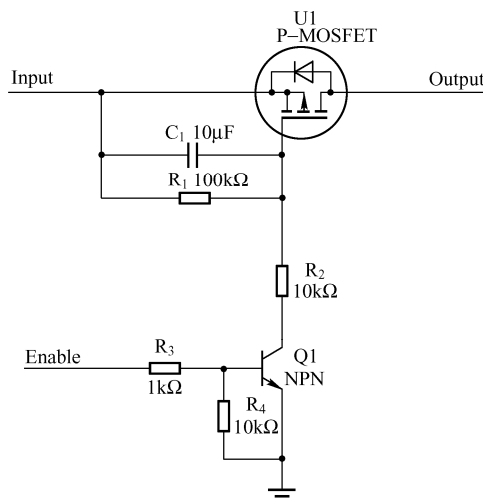 U1
P-MOSFET
Input
Output
C₁ 10μF
R₁ 100kΩ
R₂
10kΩ
R₃
Enable
1kΩ
Q1
NPN
R₄
10kΩ